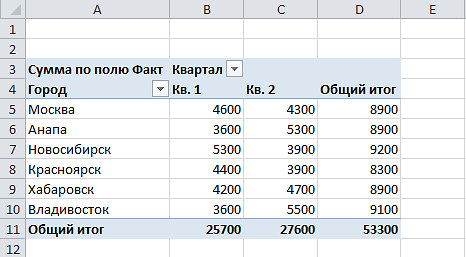 A B C D E
1
2
3 Сумма по полю Факт Квартал
4 Город Кв. 1 Кв. 2 Общий итог
5 Москва 4600 4300 8900
6 Анапа 3600 5300 8900
7 Новосибирск 5300 3900 9200
8 Красноярск 4400 3900 8300
9 Хабаровск 4200 4700 8900
10 Владивосток 3600 5500 9100
11 Общий итог 25700 27600 53300
12